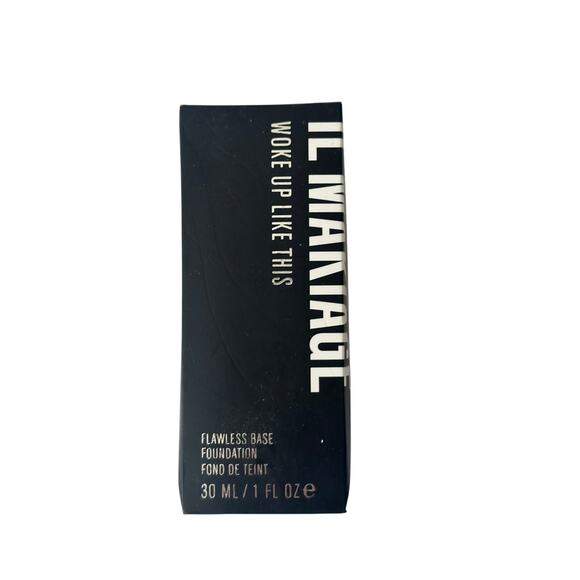 IL MAKIAGE
WOKE UP LIKE THIS
FLAWLESS BASE
FOUNDATION
FOND DE TEINT
30 ML / 1 FL OZ e